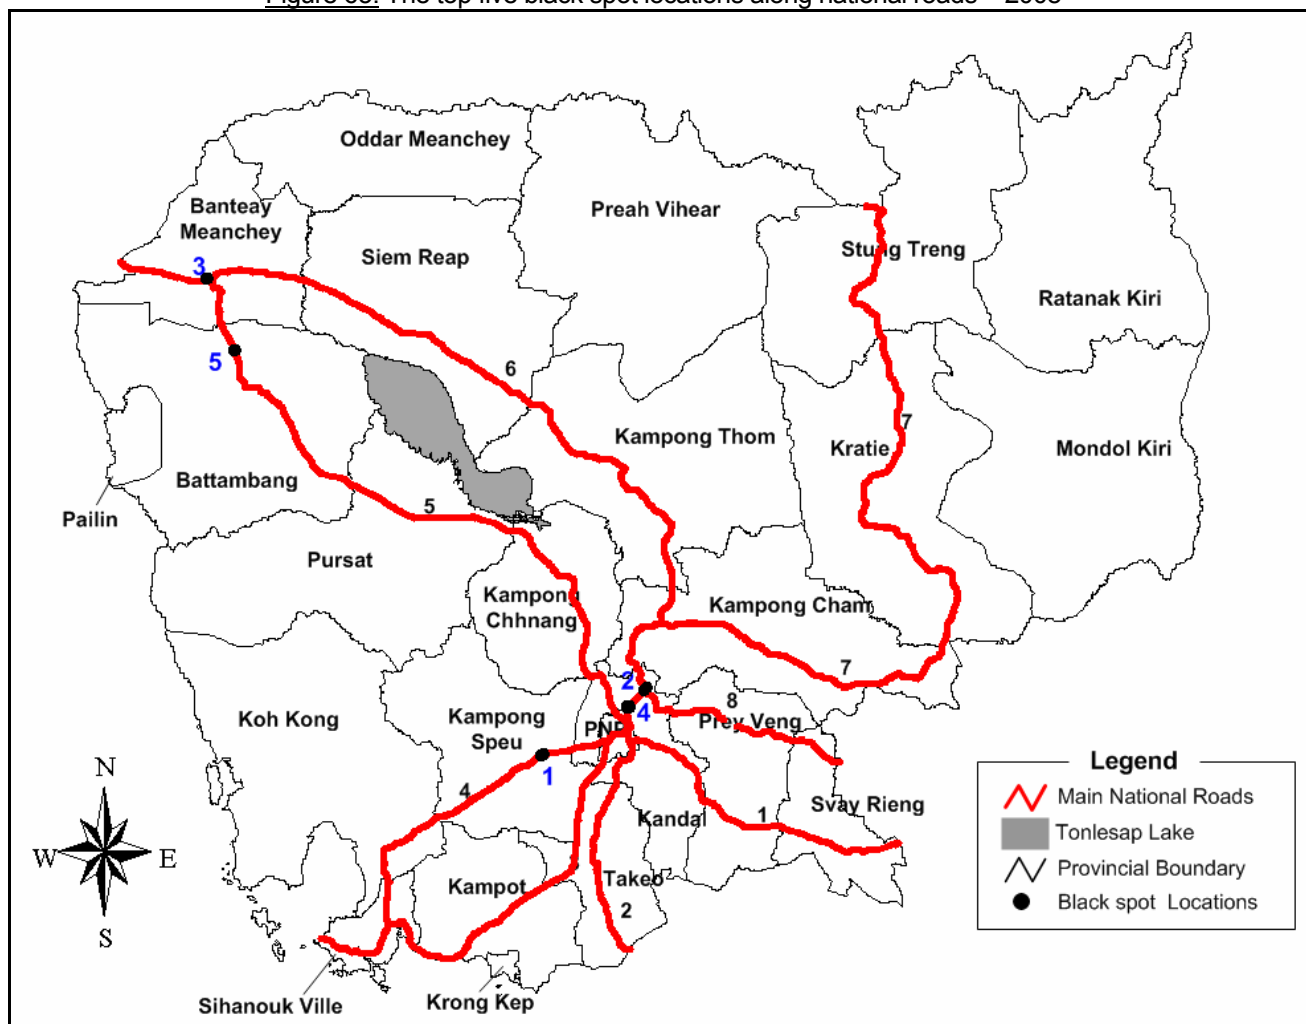 Oddar Meanchey
Banteay
Meanchey
Preah Vihear
Siem Reap
Stung Treng
Ratanak Kiri
3
5
6
7
Kampong Thom
Kratie
Mondol Kiri
Battambang
Pailin
5
Pursat
Kampong
Chhnang
Kampong Cham
7
2
4
8
Koh Kong
Kampong
Speu
PNP
Prey Veng
1
4
N
W
E
S
Kandal
1
Svay Rieng
Kampot
Takeo
2
Sihanouk Ville
Krong Kep
Legend
Main National Roads
Tonlesap Lake
Provincial Boundary
Black spot Locations